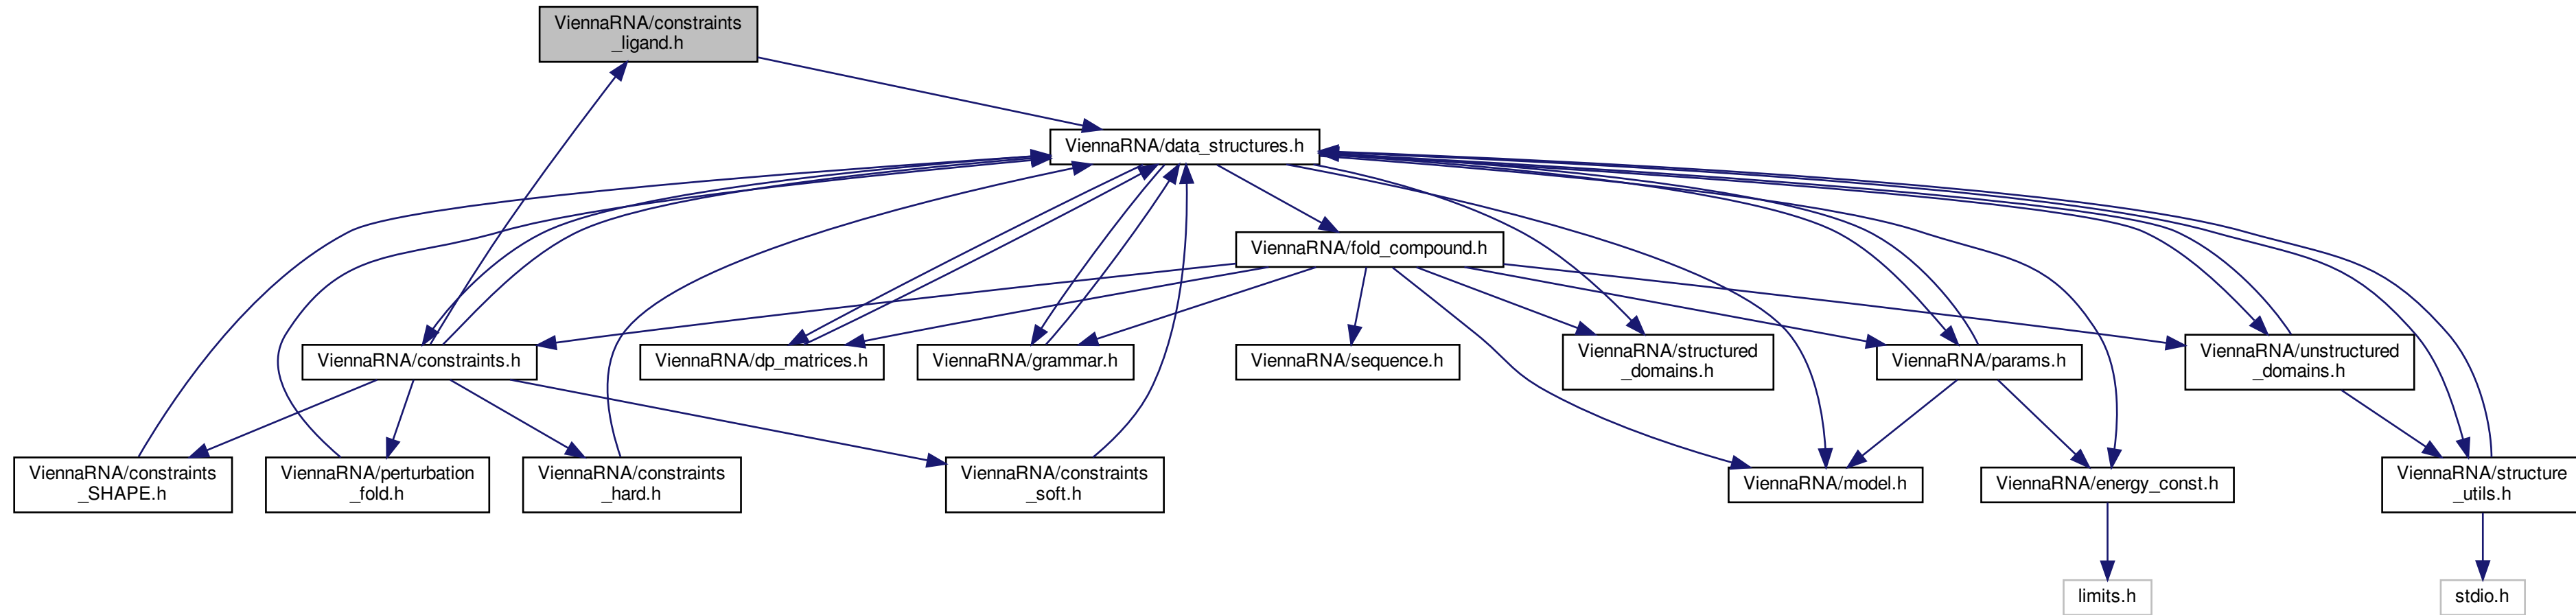 ViennaRNA/constraints
_ligand.h
ViennaRNA/data_structures.h
ViennaRNA/fold_compound.h
ViennaRNA/constraints.h
ViennaRNA/dp_matrices.h
ViennaRNA/grammar.h
ViennaRNA/sequence.h
ViennaRNA/structured
_domains.h
ViennaRNA/params.h
ViennaRNA/unstructured
_domains.h
ViennaRNA/constraints
_SHAPE.h
ViennaRNA/perturbation
_fold.h
ViennaRNA/constraints
_hard.h
ViennaRNA/constraints
_soft.h
ViennaRNA/model.h
ViennaRNA/energy_const.h
ViennaRNA/structure
_utils.h
limits.h
stdio.h